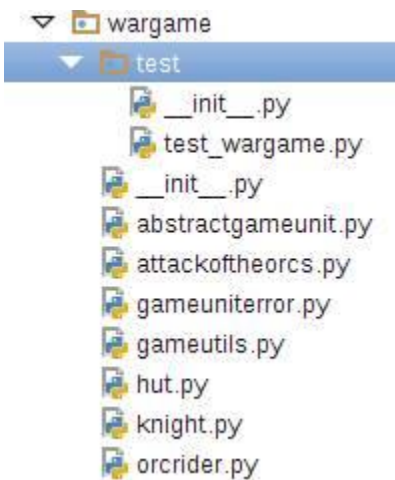 wargame
test
__init__.py
test_wargame.py
__init__.py
abstractgameunit.py
attackoftheorcs.py
gameuniterror.py
gameutils.py
hut.py
knight.py
orcrider.py